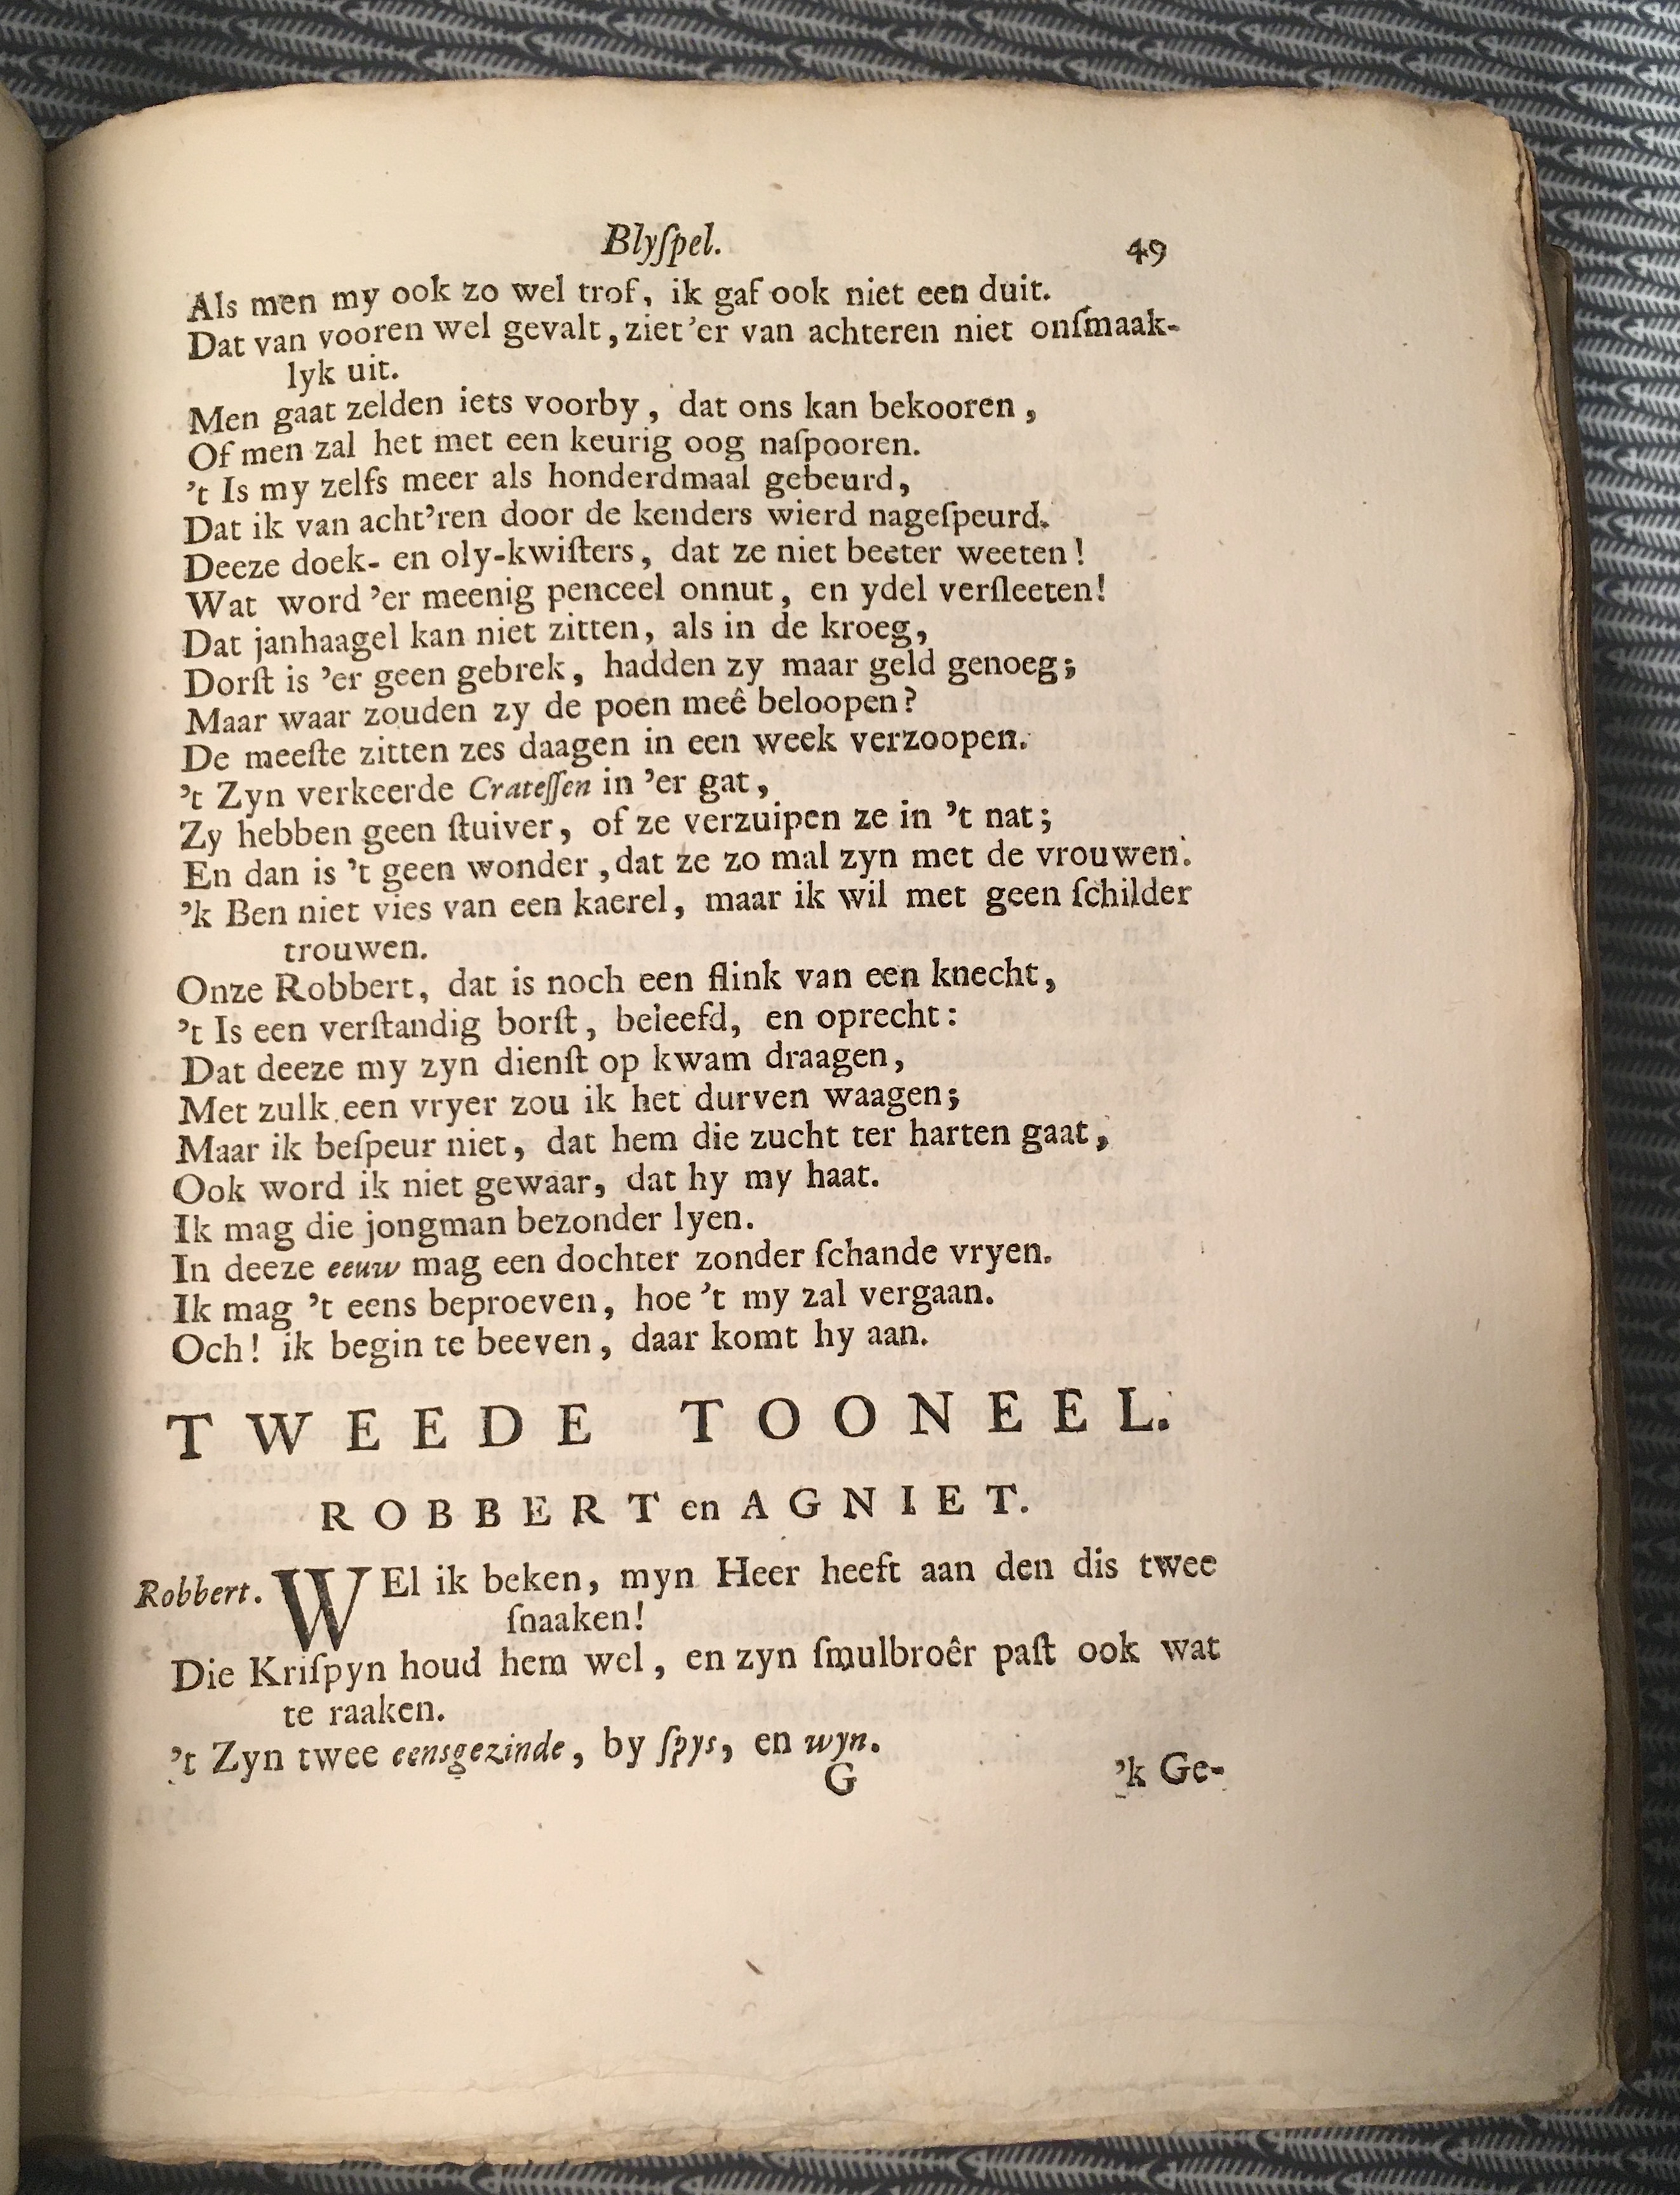 Blyſpel. 49
Als men my ook zo wel trof, ik gaf ook niet een duit.
Dat van vooren wel gevalt, ziet 'er van achteren niet onſmaak-
lyk uit.
Men gaat zelden iets voorby, dat ons kan bekooren,
Of men zal het met een keurig oog naſpooren.
't Is my zelfs meer als honderdmaal gebeurd,
Dat ik van acht'ren door de kenders wierd nageſpeurd.
Deeze doek- en oly-kwiſters, dat ze niet beeter weeten!
Wat word 'er meenig penceel onnut, en ydel verſleeten!
Dat janhaagel kan niet zitten, als in de kroeg,
Dorſt is 'er geen gebrek, hadden zy maar geld genoeg;
Maar waar zouden zy de poen meê beloopen?
De meeſte zitten zes daagen in een week verzoopen.
't Zyn verkeerde Crateſſen in 'er gat,
Zy hebben geen ſtuiver, of ze verzuipen ze in 't nat;
En dan is 't geen wonder, dat ze zo mal zyn met de vrouwen.
'k Ben niet vies van een kaerel, maar ik wil met geen ſchilder
trouwen.
Onze Robbert, dat is noch een flink van een knecht,
't Is een verſtandig borſt, beleefd, en oprecht:
Dat deeze my zyn dienſt op kwam draagen,
Met zulk een vryer zou ik het durven waagen;
Maar ik beſpeur niet, dat hem die zucht ter harten gaat,
Ook word ik niet gewaar, dat hy my haat.
Ik mag die jongman bezonder lyen.
In deeze eeuw mag een dochter zonder ſchande vryen.
Ik mag 't eens beproeven, hoe 't my zal vergaan.
Och! ik begin te beeven, daar komt hy aan.
TWEEDE TOONEEL.
ROBBERT en AGNIET.
Robbert. WEl ik beken, myn Heer heeft aan den dis twee
ſnaaken!
Die Kriſpyn houd hem wel, en zyn ſmulbroêr paſt ook wat
te raaken.
't Zyn twee eensgezinde, by ſpys, en wyn.
G 'k Ge-